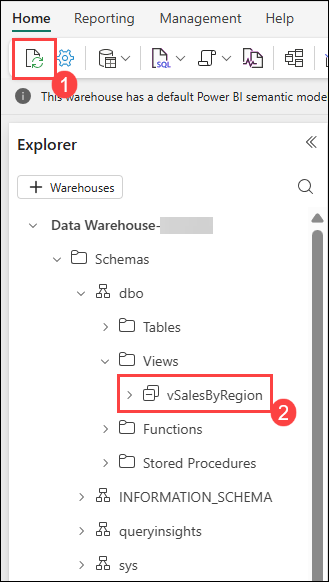 Home Reporting Management Help
1
SQL
This warehouse has a default Power BI semantic mode
Explorer
+ Warehouses
Data Warehouse-
Schemas
dbo
Tables
Views
vSalesByRegion
2
Functions
Stored Procedures
INFORMATION_SCHEMA
queryinsights
sys